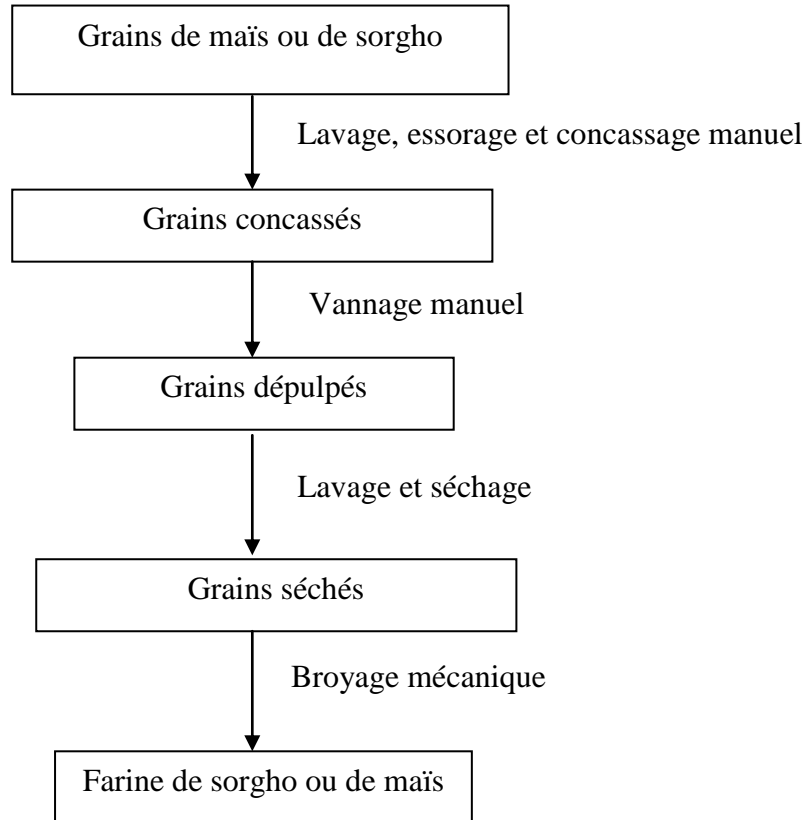 Grains de maïs ou de sorgho
Lavage, essorage et concassage manuel
Grains concassés
Vannage manuel
Grains dépulpés
Lavage et séchage
Grains séchés
Broyage mécanique
Farine de sorgho ou de maïs